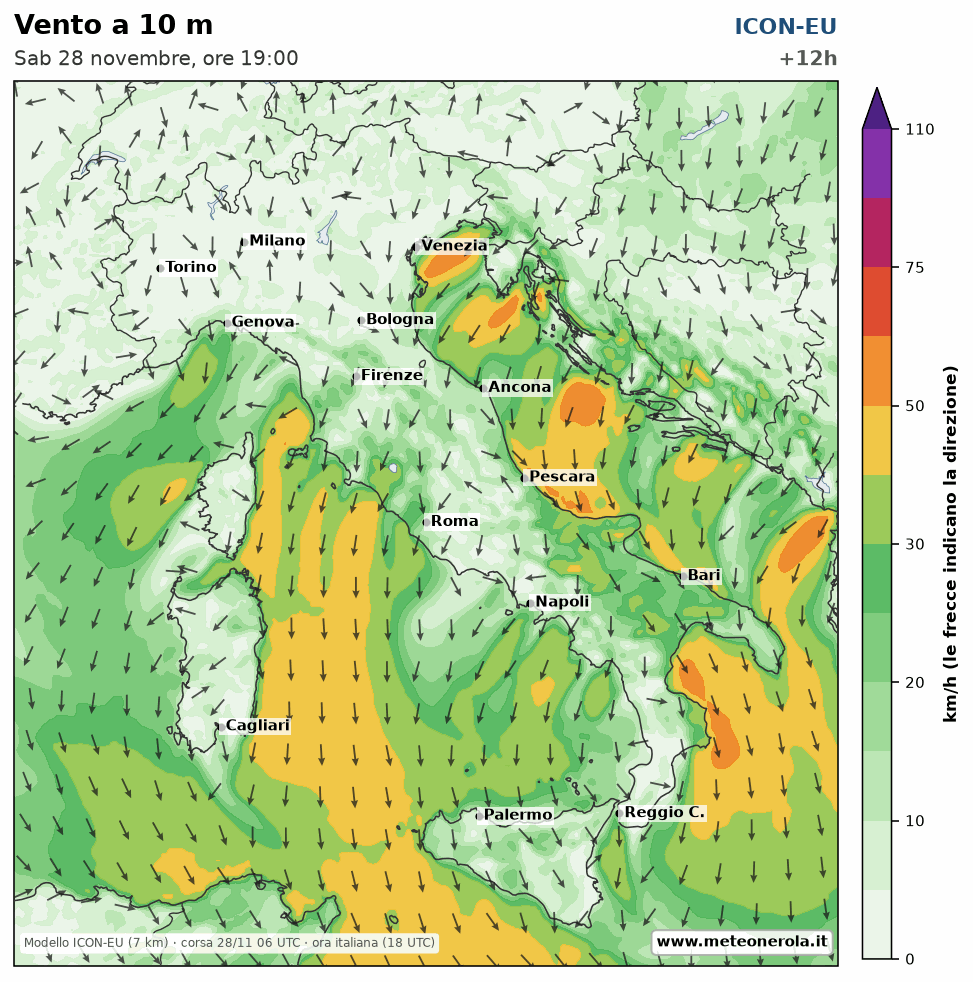 Vento a 10 m
ICON-EU
Sab 28 novembre, ore 19:00
+12h
110
75
50
30
20
10
0
km/h (le frecce indicano la direzione)
Venezia
Milano
Torino
Genova
Bologna
Firenze
Ancona
Pescara
Roma
Bari
Napoli
Cagliari
Palermo
Reggio C.
Modello ICON-EU (7 km) · corsa 28/11 06 UTC · ora italiana (18 UTC)
www.meteonerola.it